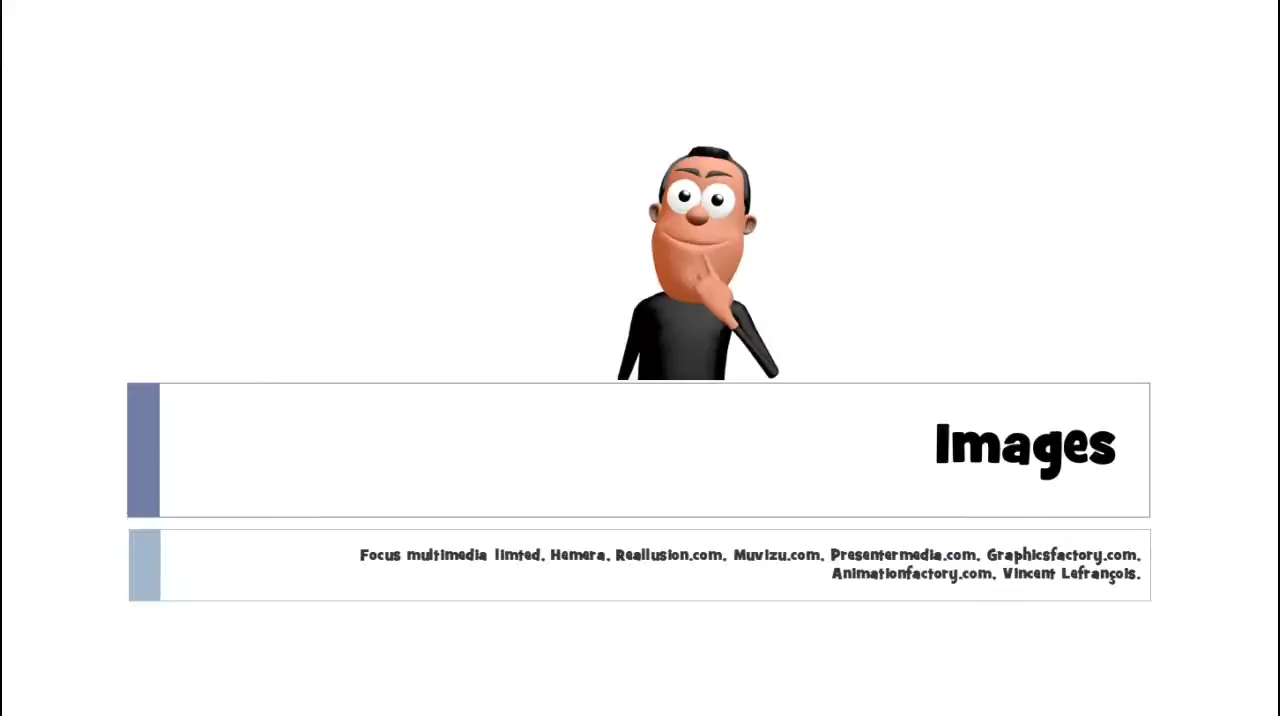 Images
Focus multimedia limted, Hemera, Reallusion.com, Muvizu.com, Presentermedia.com, Graphicsfactory.com,
Animationfactory.com, Vincent Lefrançois.